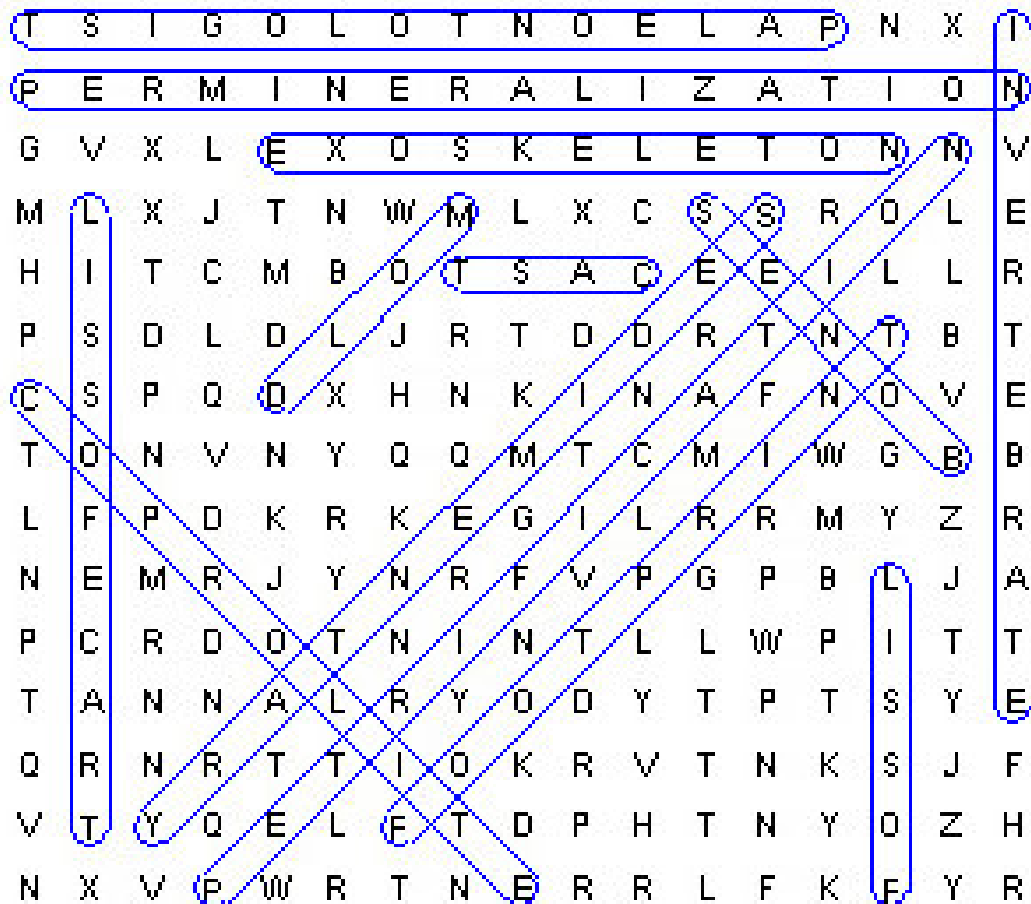 T S I G O L O T N O E L A P N X I
P E R M I N E R A L I Z A T I O N
G V X L E X O S K E L E T O N N V
M L X J T N W M L X C S S R O L E
H I T C M B O T S A C E E I L L R
P S D L D L J R T D D R T N T B T
C S P Q D X H N K I N A F N O V E
T O N V N Y Q Q M T C M I W G B B
L F P D K R K E G I L R R M Y Z R
N E M R J Y N R F V P G P B L J A
P C R D O T N I N T L L W P I T T
T A N N A L R Y O D Y T P T S Y E
Q R N R T T I O K R V T N K S J F
V T Y Q E L F T D P H T N Y O Z H
N X V P W R T N E R R L F K F Y R